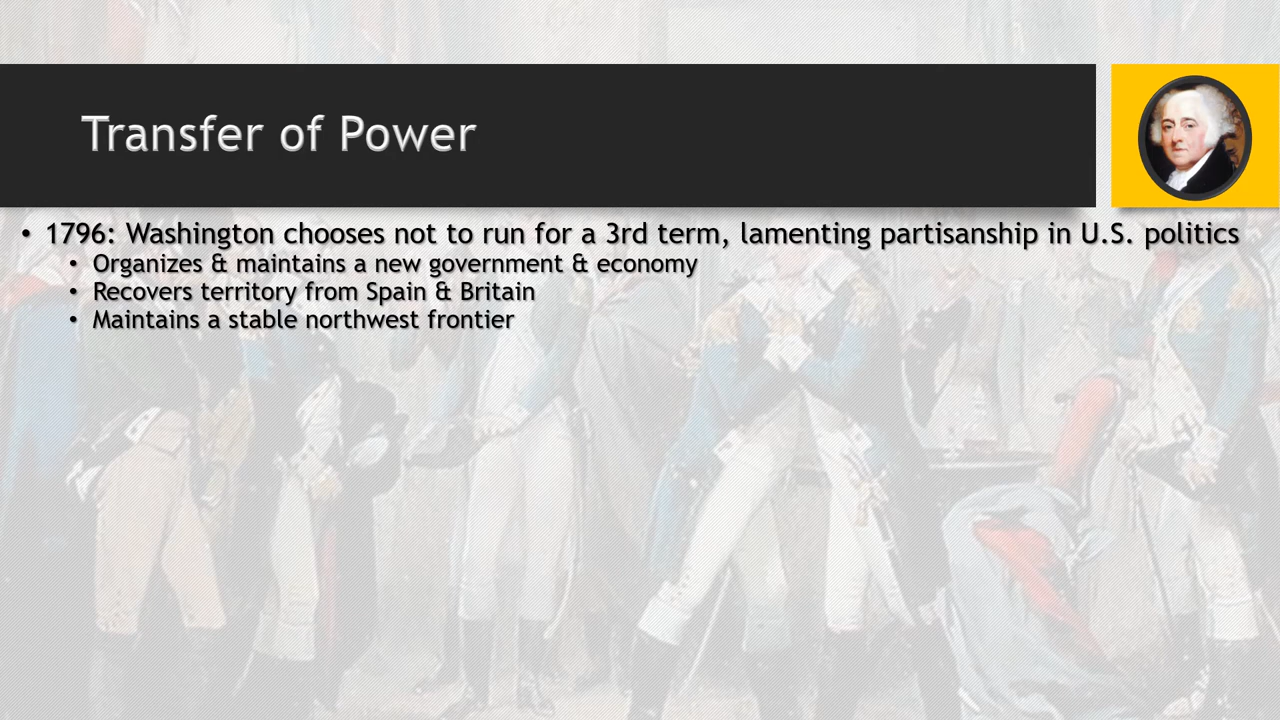 Transfer of Power
• 1796: Washington chooses not to run for a 3rd term, lamenting partisanship in U.S. politics
• Organizes & maintains a new government & economy
• Recovers territory from Spain & Britain
• Maintains a stable northwest frontier